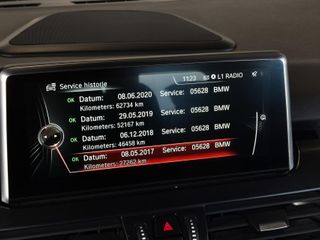 Service historie
11:23 L1 RADIO
OK Datum: 08.06.2020 Service: 05628 BMW
Kilometers: 62734 km
OK Datum: 29.05.2019 Service: 05628 BMW
Kilometers: 52167 km
OK Datum: 06.12.2018 Service: 05628 BMW
Kilometers: 46458 km
OK Datum: 08.05.2017 Service: 05628 BMW
Kilometers: 27262 km